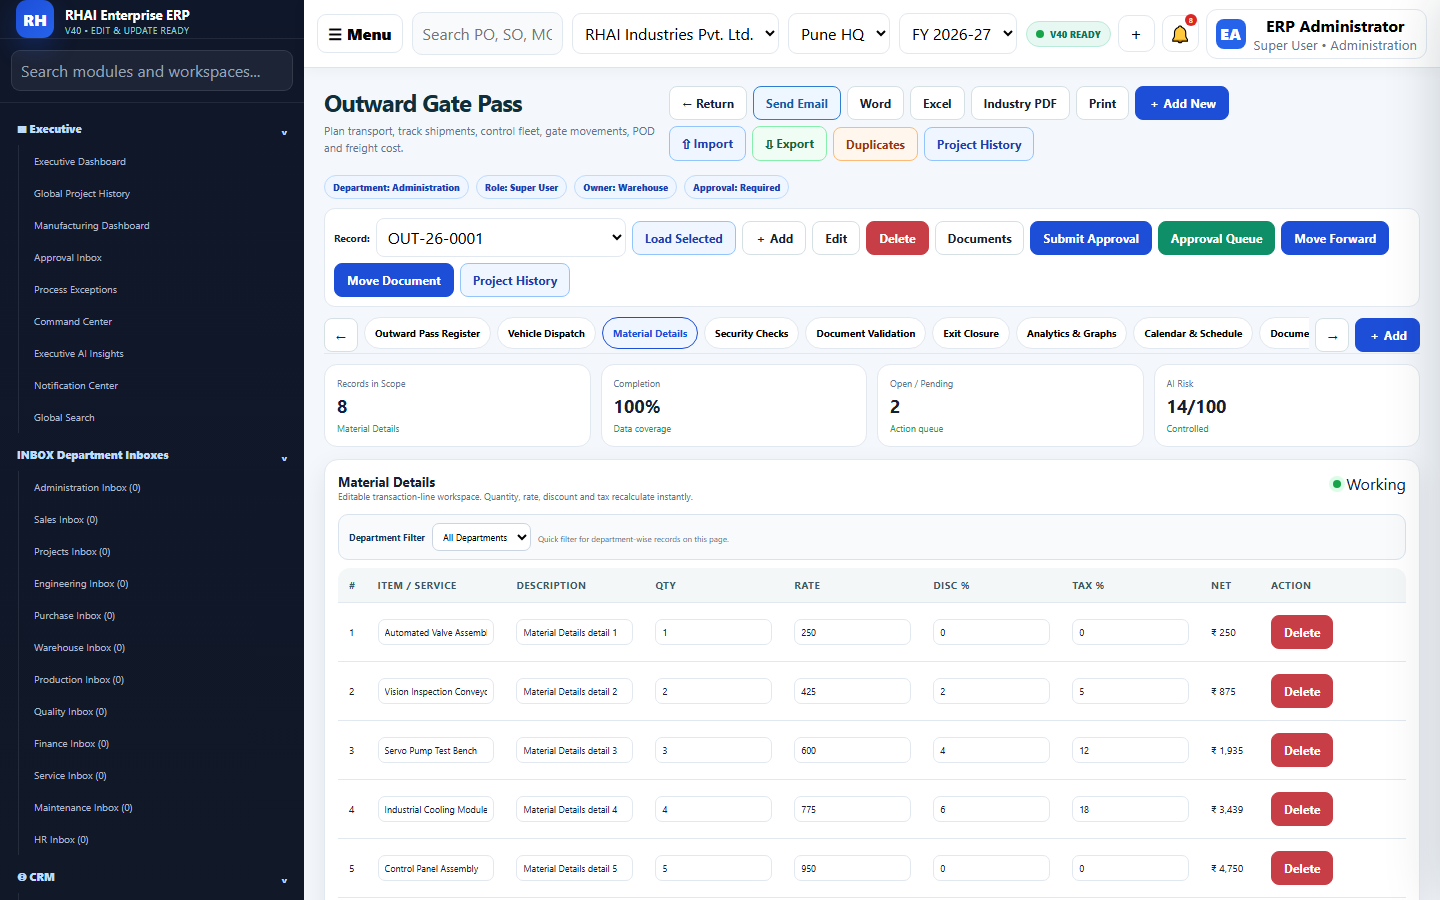 RH
RHAI Enterprise ERP
V40 • EDIT & UPDATE READY
Search modules and workspaces...
Executive
Executive Dashboard
Global Project History
Manufacturing Dashboard
Approval Inbox
Process Exceptions
Command Center
Executive AI Insights
Notification Center
Global Search
INBOX Department Inboxes
Administration Inbox (0)
Sales Inbox (0)
Projects Inbox (0)
Engineering Inbox (0)
Purchase Inbox (0)
Warehouse Inbox (0)
Production Inbox (0)
Quality Inbox (0)
Finance Inbox (0)
Service Inbox (0)
Maintenance Inbox (0)
HR Inbox (0)
CRM
☰ Menu
Search PO, SO, MO
RHAI Industries Pvt. Ltd.
Pune HQ
FY 2026-27
V40 READY
+
8
EA
ERP Administrator
Super User • Administration
Outward Gate Pass
Plan transport, track shipments, control fleet, gate movements, POD
and freight cost.
← Return
Send Email
Word
Excel
Industry PDF
Print
+ Add New
⇧ Import
⇩ Export
Duplicates
Project History
Department: Administration
Role: Super User
Owner: Warehouse
Approval: Required
Record:
OUT-26-0001
Load Selected
+ Add
Edit
Delete
Documents
Submit Approval
Approval Queue
Move Forward
Move Document
Project History
←
Outward Pass Register
Vehicle Dispatch
Material Details
Security Checks
Document Validation
Exit Closure
Analytics & Graphs
Calendar & Schedule
Docume
→
+ Add
Records in Scope
8
Material Details
Completion
100%
Data coverage
Open / Pending
2
Action queue
AI Risk
14/100
Controlled
Material Details
Editable transaction-line workspace. Quantity, rate, discount and tax recalculate instantly.
Working
Department Filter
All Departments
Quick filter for department-wise records on this page.
# ITEM / SERVICE DESCRIPTION QTY RATE DISC % TAX % NET ACTION
1 Automated Valve Assembl Material Details detail 1 1 250 0 0 ₹ 250 Delete
2 Vision Inspection Conveyo Material Details detail 2 2 425 2 5 ₹ 875 Delete
3 Servo Pump Test Bench Material Details detail 3 3 600 4 12 ₹ 1,935 Delete
4 Industrial Cooling Module Material Details detail 4 4 775 6 18 ₹ 3,439 Delete
5 Control Panel Assembly Material Details detail 5 5 950 0 0 ₹ 4,750 Delete